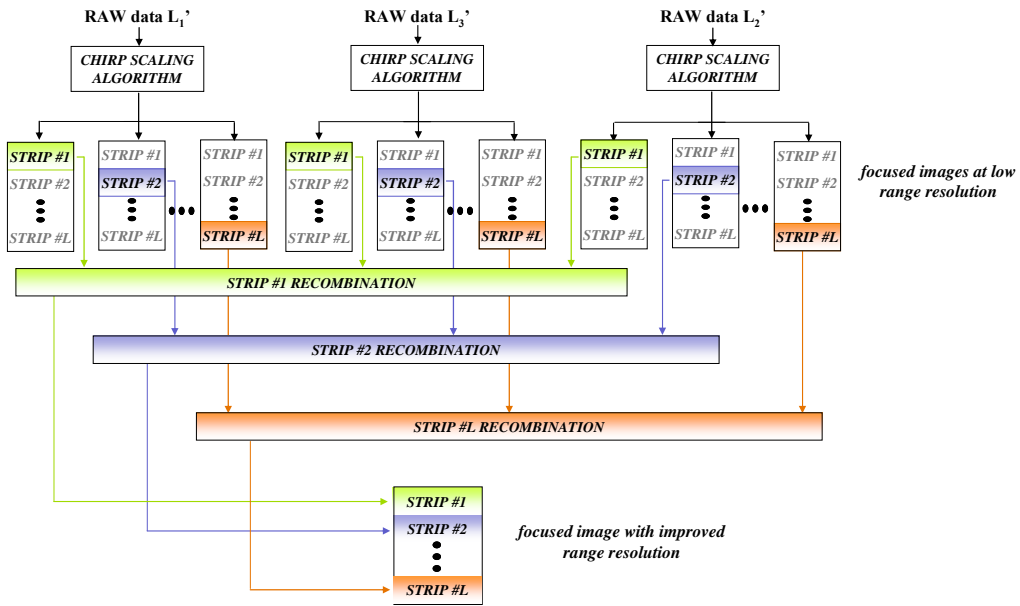 RAW data L1’
RAW data L3’
RAW data L2’
CHIRP SCALING
ALGORITHM
CHIRP SCALING
ALGORITHM
CHIRP SCALING
ALGORITHM
STRIP #1
STRIP #2
STRIP #L
STRIP #1
STRIP #2
STRIP #L
STRIP #1
STRIP #2
STRIP #L
STRIP #1
STRIP #2
STRIP #L
STRIP #1
STRIP #2
STRIP #L
STRIP #1
STRIP #2
STRIP #L
STRIP #1
STRIP #2
STRIP #L
STRIP #1
STRIP #2
STRIP #L
STRIP #1
STRIP #2
STRIP #L
focused images at low
range resolution
STRIP #1 RECOMBINATION
STRIP #2 RECOMBINATION
STRIP #L RECOMBINATION
STRIP #1
STRIP #2
STRIP #L
focused image with improved
range resolution